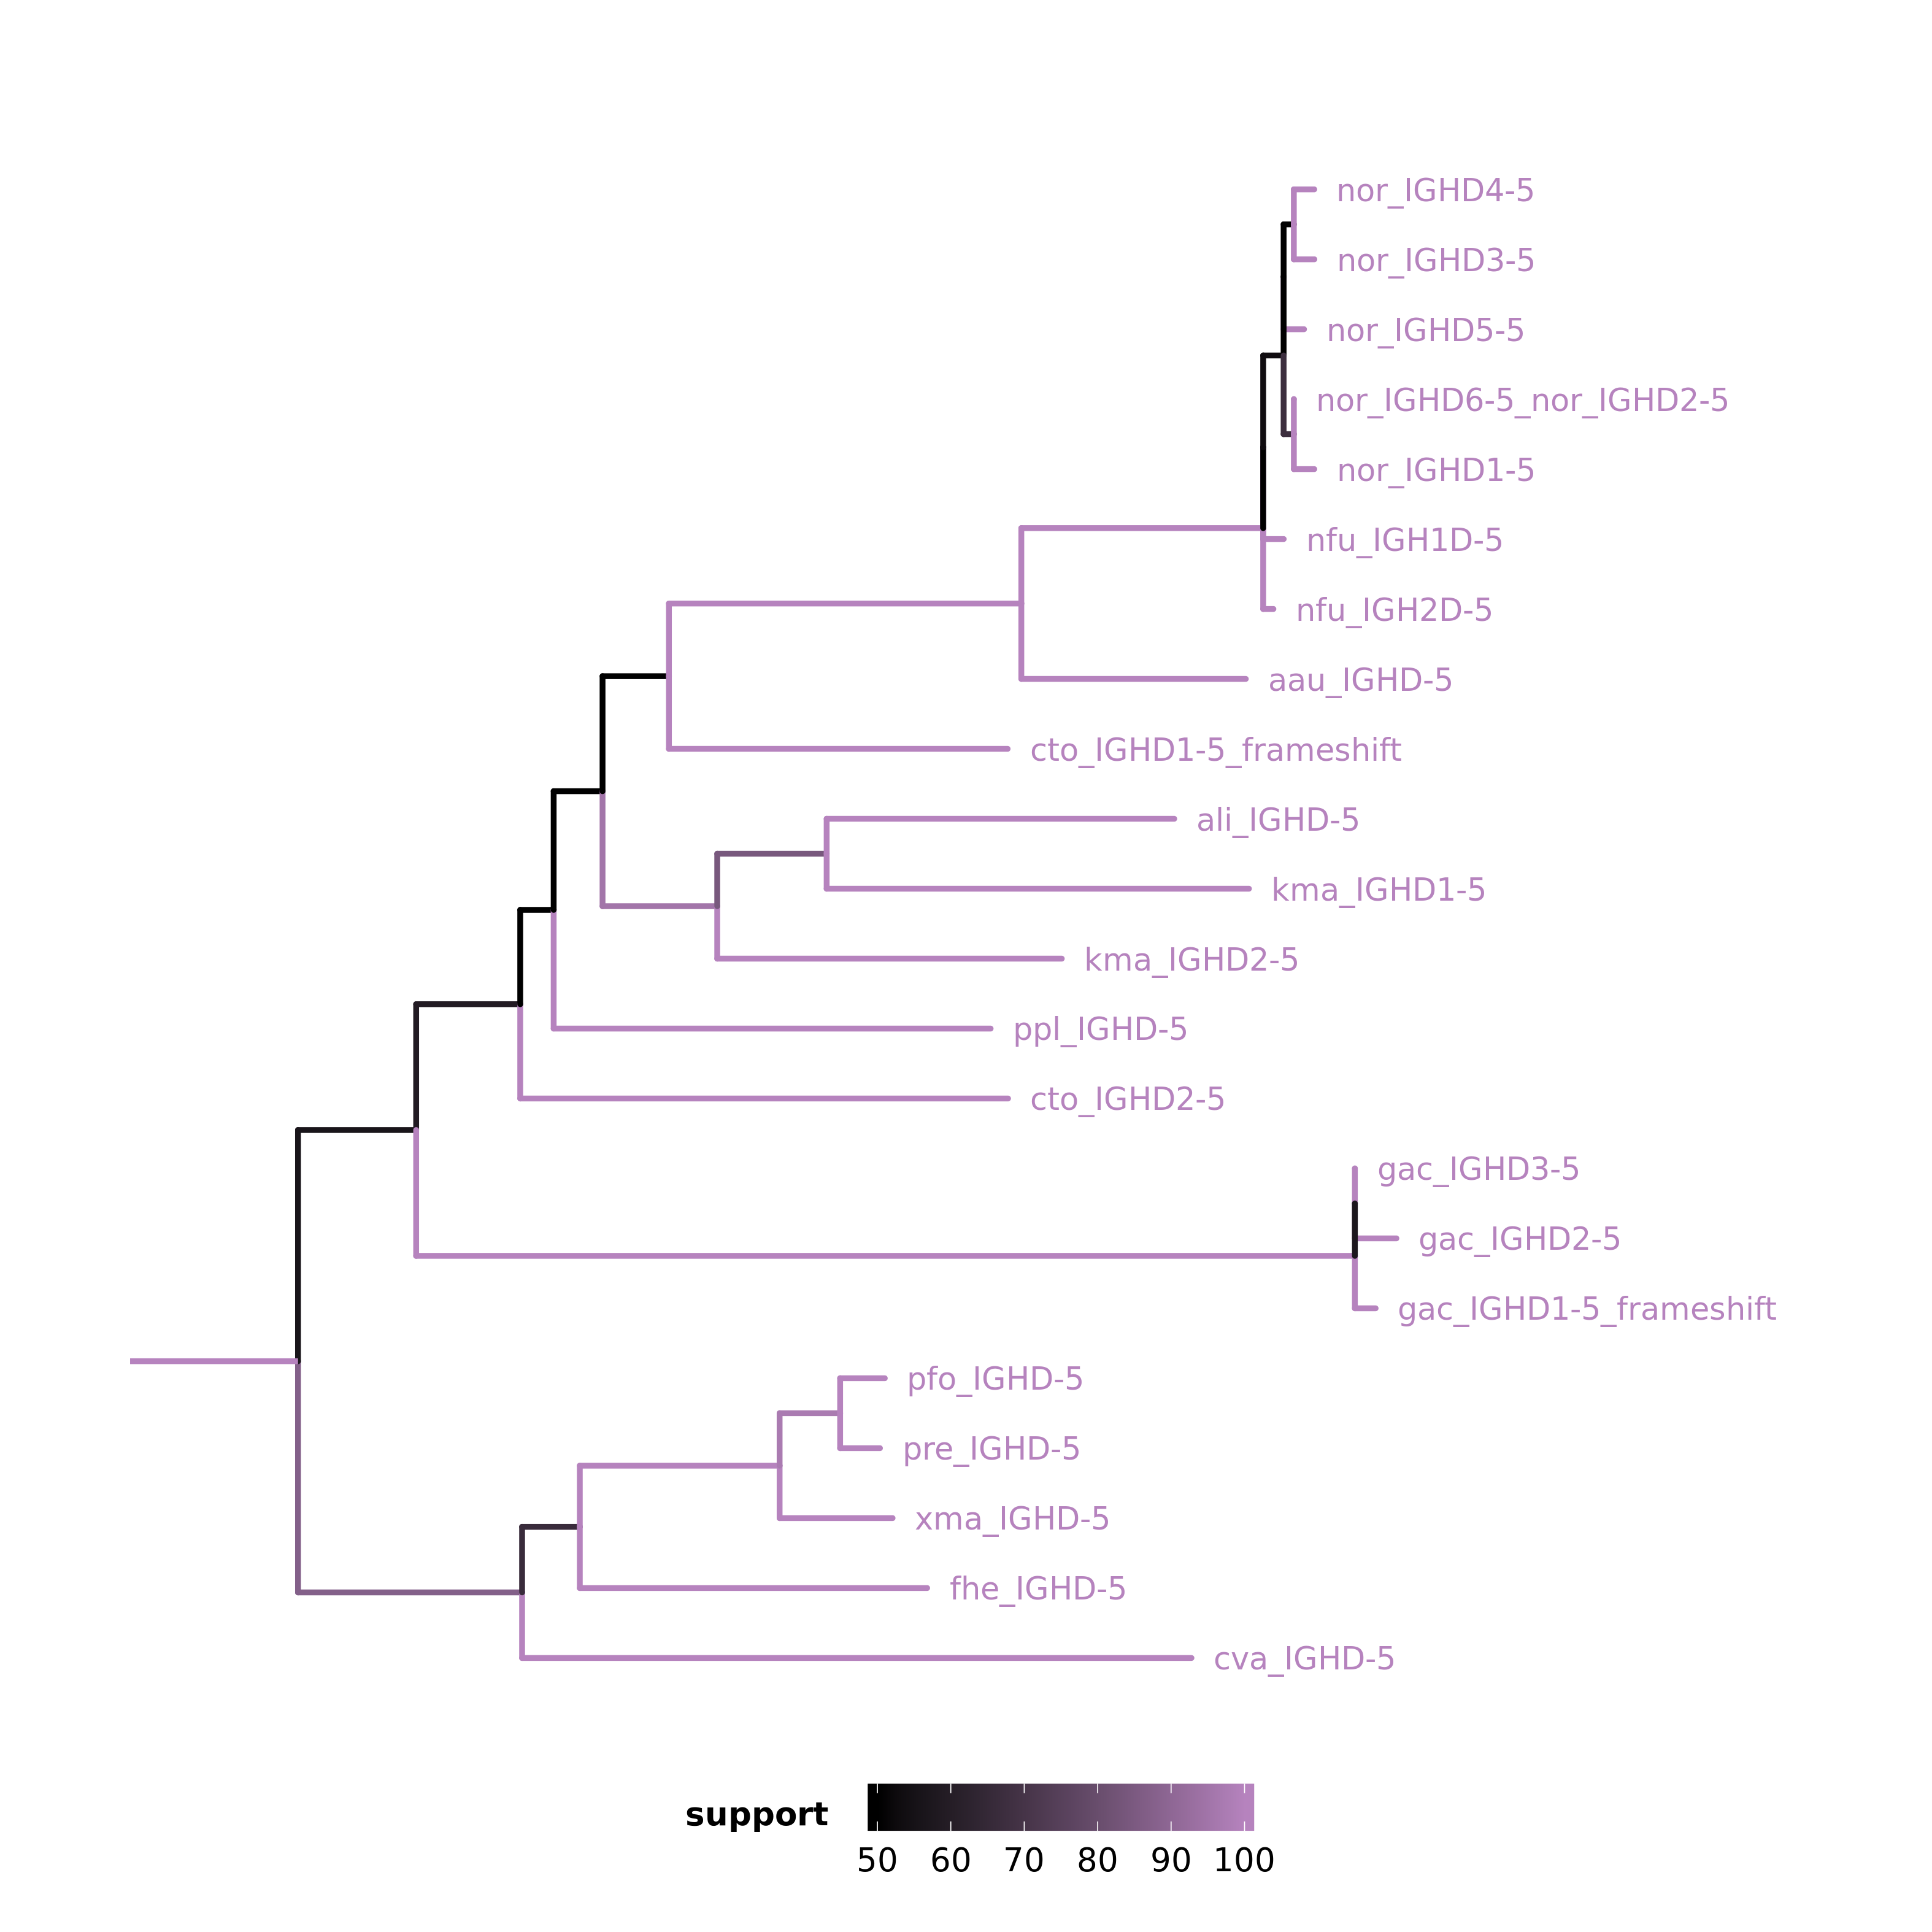 nor_IGHD4-5
nor_IGHD3-5
nor_IGHD5-5
nor_IGHD6-5_nor_IGHD2-5
nor_IGHD1-5
nfu_IGH1D-5
nfu_IGH2D-5
aau_IGHD-5
cto_IGHD1-5_frameshift
ali_IGHD-5
kma_IGHD1-5
kma_IGHD2-5
ppl_IGHD-5
cto_IGHD2-5
gac_IGHD3-5
gac_IGHD2-5
gac_IGHD1-5_frameshift
pfo_IGHD-5
pre_IGHD-5
xma_IGHD-5
fhe_IGHD-5
cva_IGHD-5
support
50 60 70 80 90 100